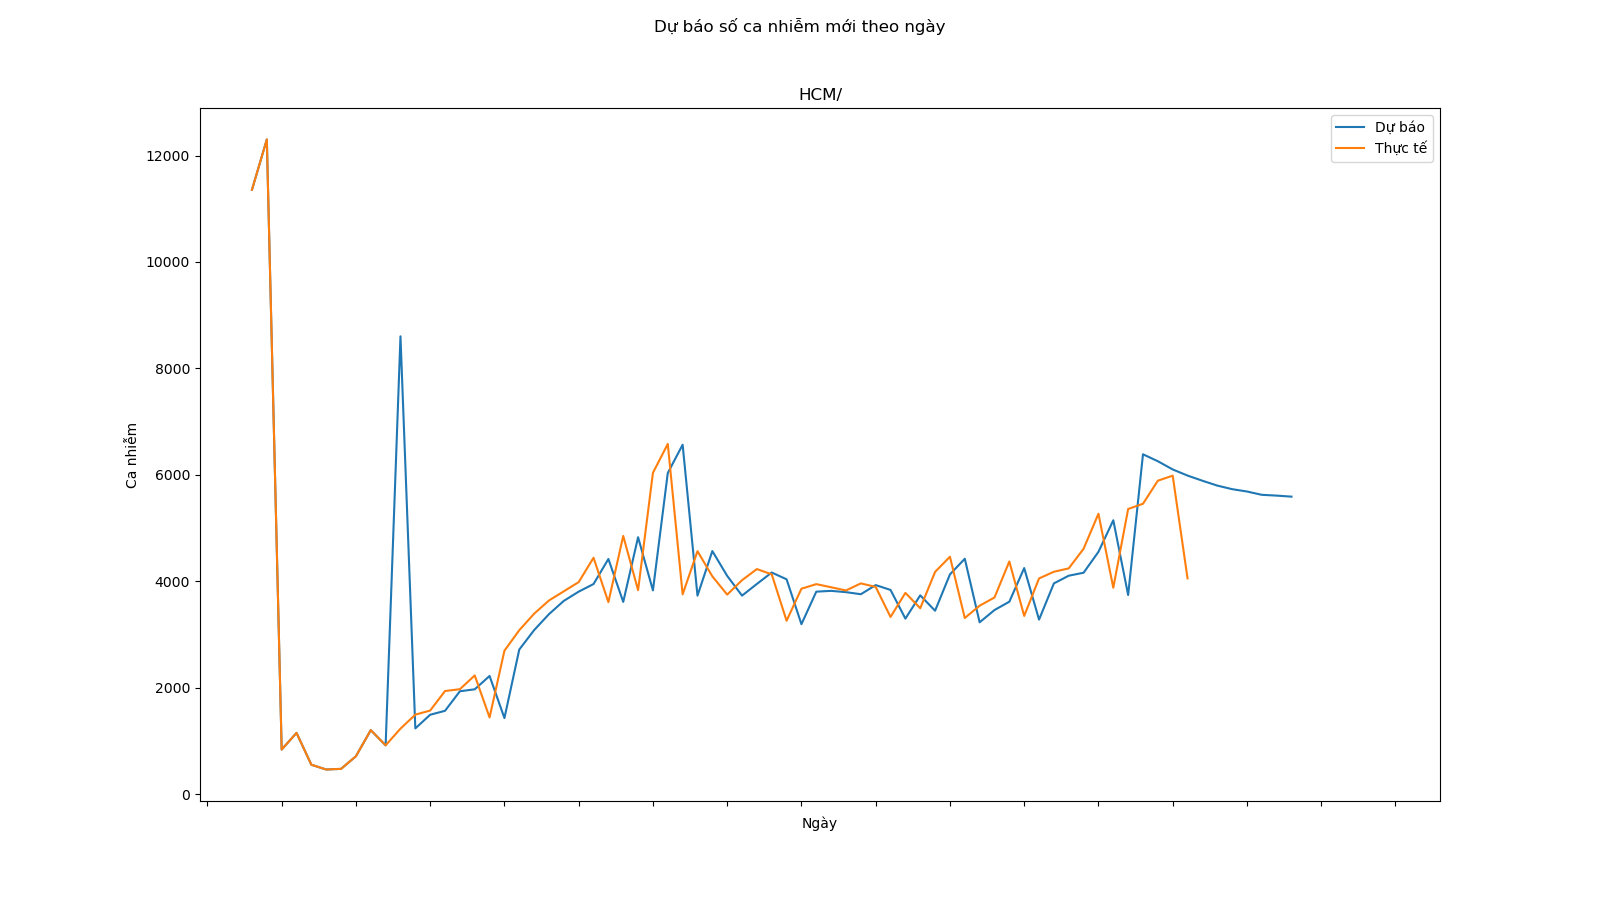 Dự báo số ca nhiễm mới theo ngày
HCM/
Dự báo
Thực tế
12000
10000
8000
6000
4000
2000
0
Ca nhiễm
Ngày